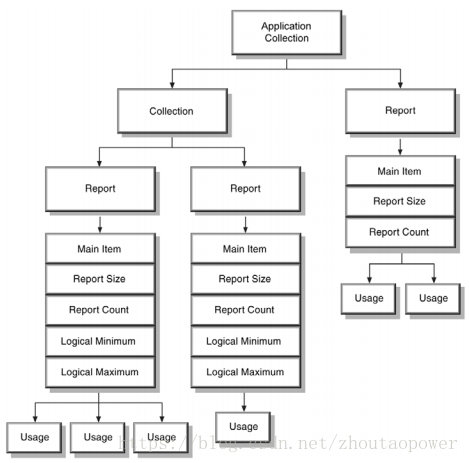 Application
Collection
Collection
Report
Report
Report
Main Item
Report Size
Report Count
Usage
Usage
Main Item
Report Size
Report Count
Logical Minimum
Logical Maximum
Main Item
Report Size
Report Count
Logical Minimum
Logical Maximum
Usage
Usage
Usage
Usage
https://blog.csdn.net/zhoutaopower